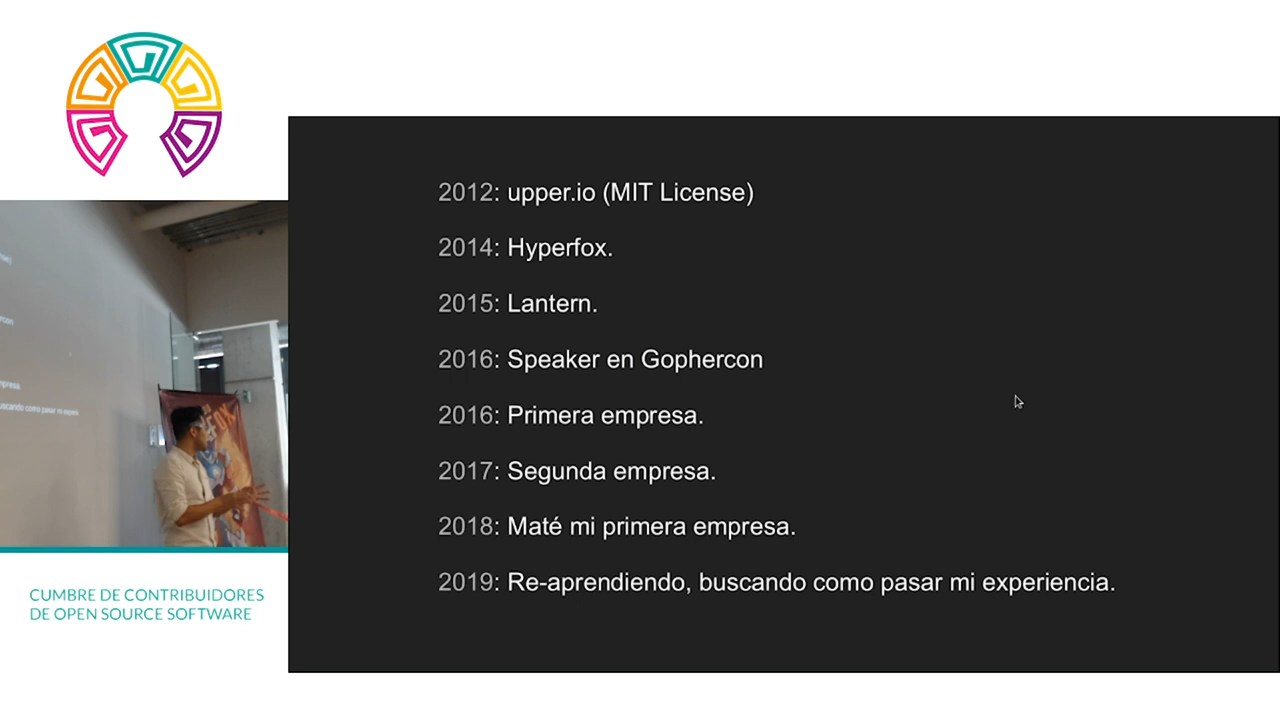 2012: upper.io (MIT License)
2014: Hyperfox.
2015: Lantern.
2016: Speaker en Gophercon
2016: Primera empresa.
2017: Segunda empresa.
2018: Maté mi primera empresa.
2019: Re-aprendiendo, buscando como pasar mi experiencia.
CUMBRE DE CONTRIBUIDORES
DE OPEN SOURCE SOFTWARE